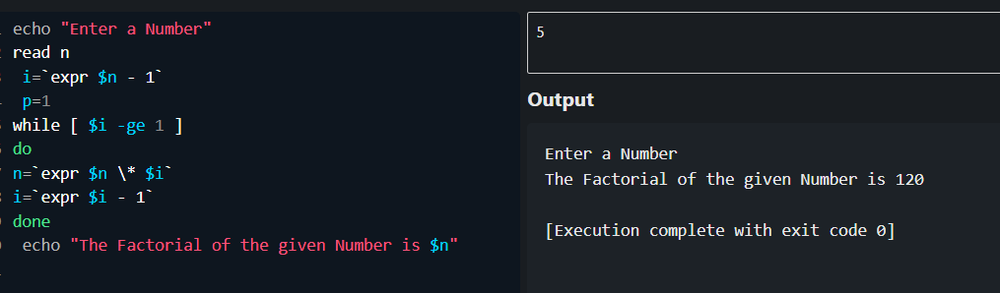 echo "Enter a Number"
read n
i=`expr $n - 1`
p=1
while [ $i -ge 1 ]
do
n=`expr $n \* $i`
i=`expr $i - 1`
done
echo "The Factorial of the given Number is $n"
5
Output
Enter a Number
The Factorial of the given Number is 120
[Execution complete with exit code 0]